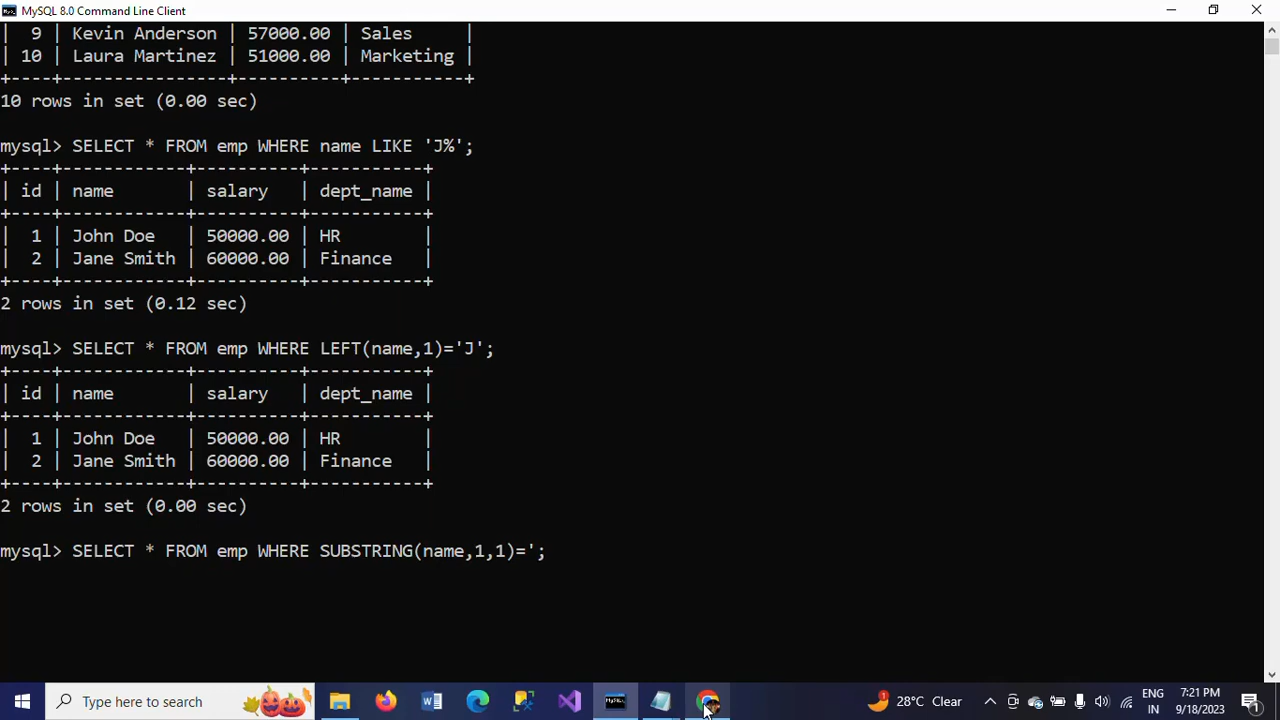 MySQL 8.0 Command Line Client
|  9 | Kevin Anderson | 57000.00 | Sales     |
| 10 | Laura Martinez | 51000.00 | Marketing |
+----+----------------+----------+-----------+
10 rows in set (0.00 sec)
mysql> SELECT * FROM emp WHERE name LIKE 'J%';
+----+------------+----------+-----------+
| id | name       | salary   | dept_name |
+----+------------+----------+-----------+
|  1 | John Doe   | 50000.00 | HR        |
|  2 | Jane Smith | 60000.00 | Finance   |
+----+------------+----------+-----------+
2 rows in set (0.12 sec)
mysql> SELECT * FROM emp WHERE LEFT(name,1)='J';
+----+------------+----------+-----------+
| id | name       | salary   | dept_name |
+----+------------+----------+-----------+
|  1 | John Doe   | 50000.00 | HR        |
|  2 | Jane Smith | 60000.00 | Finance   |
+----+------------+----------+-----------+
2 rows in set (0.00 sec)
mysql> SELECT * FROM emp WHERE SUBSTRING(name,1,1)=';
Type here to search
28°C Clear
ENG
IN
7:21 PM
9/18/2023
1